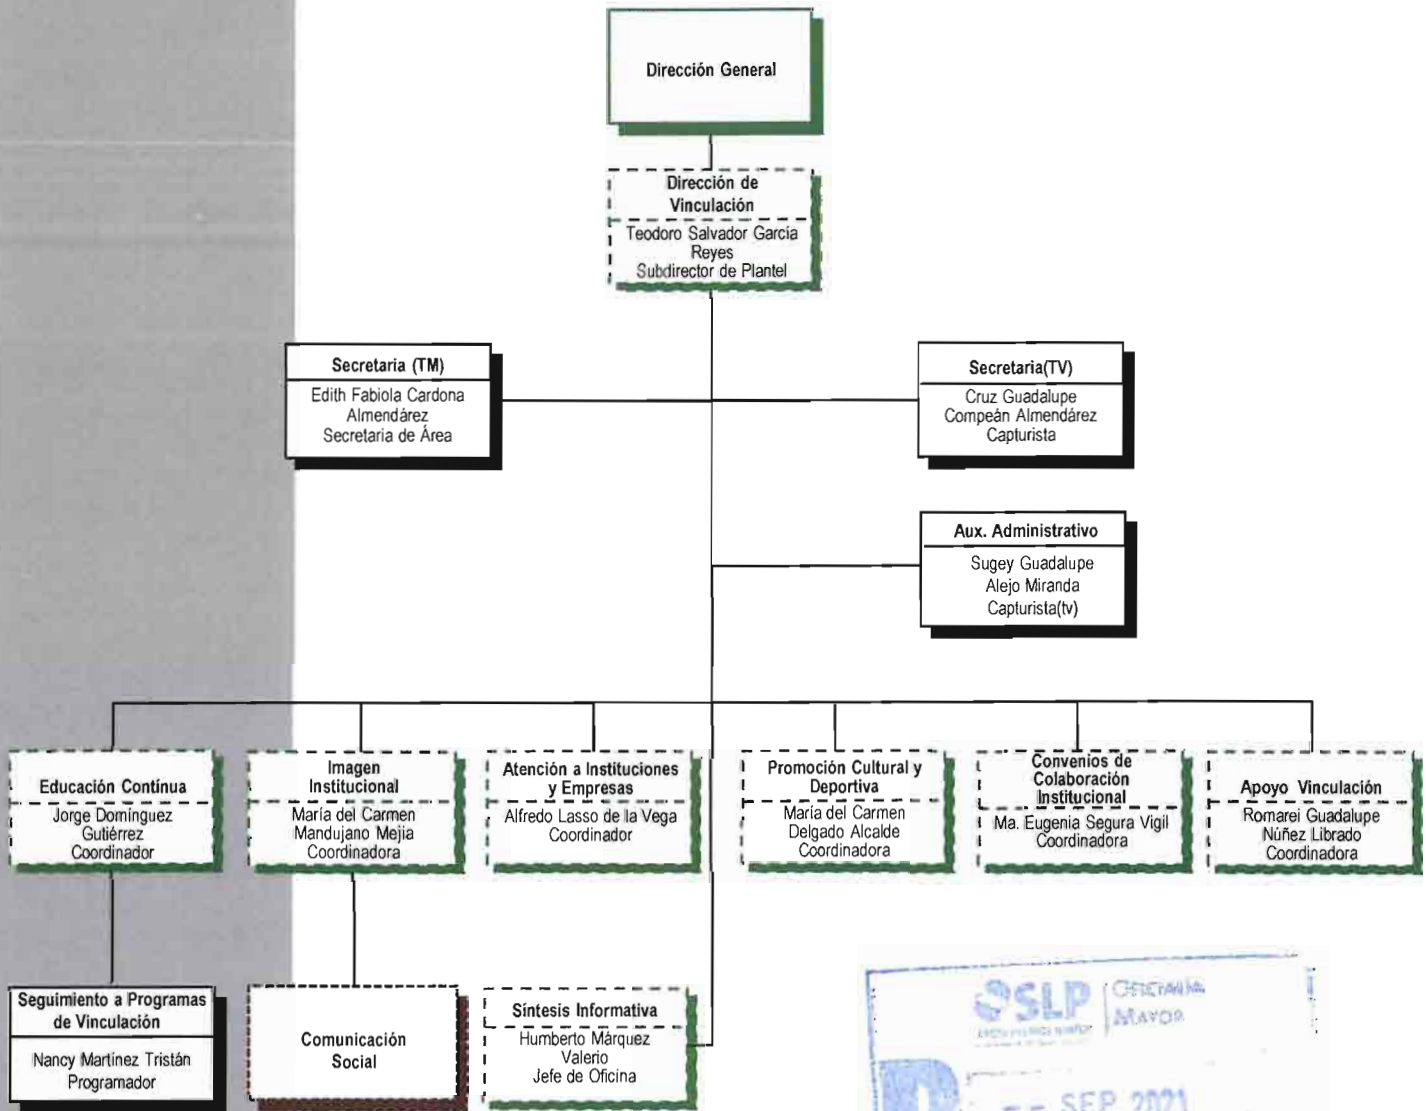 Dirección General
Dirección de
Vinculación
Teodoro Salvador García
Reyes
Subdirector de Plantel
Secretaria (TM)
Edith Fabiola Cardona
Almendárez
Secretaria de Área
Secretaria(TV)
Cruz Guadalupe
Compeán Almendárez
Capturista
Aux. Administrativo
Sugey Guadalupe
Alejo Miranda
Capturista(tv)
Educación Contínua
Jorge Domínguez
Gutiérrez
Coordinador
Imagen
Institucional
María del Carmen
Mandujano Mejia
Coordinadora
Atención a Instituciones
y Empresas
Alfredo Lasso de la Vega
Coordinador
Promoción Cultural y
Deportiva
María del Carmen
Delgado Alcalde
Coordinadora
Convenios de
Colaboración
Institucional
Ma. Eugenia Segura Vigil
Coordinadora
Apoyo Vinculación
Romarei Guadalupe
Núñez Librado
Coordinadora
Seguimiento a Programas
de Vinculación
Nancy Martínez Tristán
Programador
Comunicación
Social
Síntesis Informativa
Humberto Márquez
Valerio
Jefe de Oficina
SLP
OFICIALÍA
MAYOR
SEP 2021